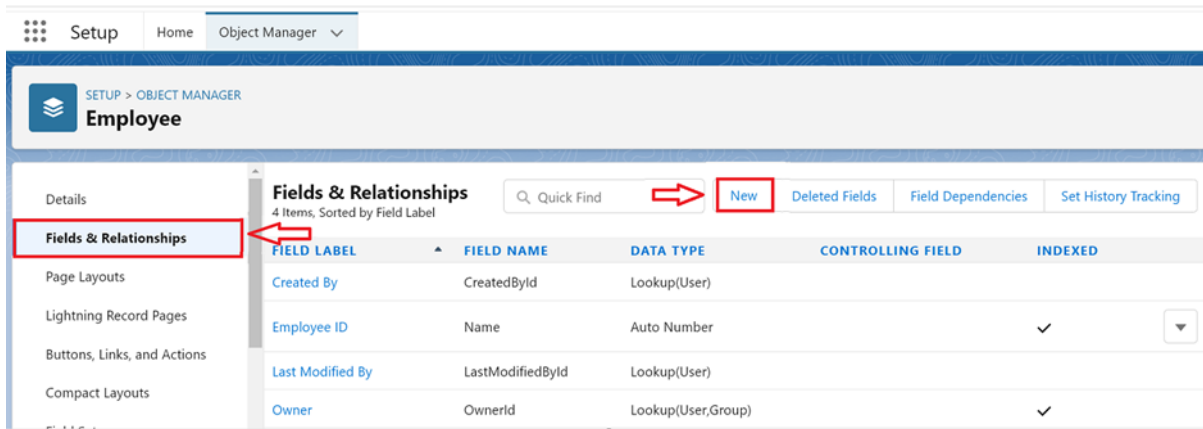 Setup Home Object Manager
SETUP > OBJECT MANAGER
Employee
Details
Fields & Relationships
Page Layouts
Lightning Record Pages
Buttons, Links, and Actions
Compact Layouts
Fields & Relationships
4 Items, Sorted by Field Label
Quick Find New Deleted Fields Field Dependencies Set History Tracking
FIELD LABEL FIELD NAME DATA TYPE CONTROLLING FIELD INDEXED
Created By CreatedById Lookup(User)
Employee ID Name Auto Number
Last Modified By LastModifiedById Lookup(User)
Owner OwnerId Lookup(User,Group)